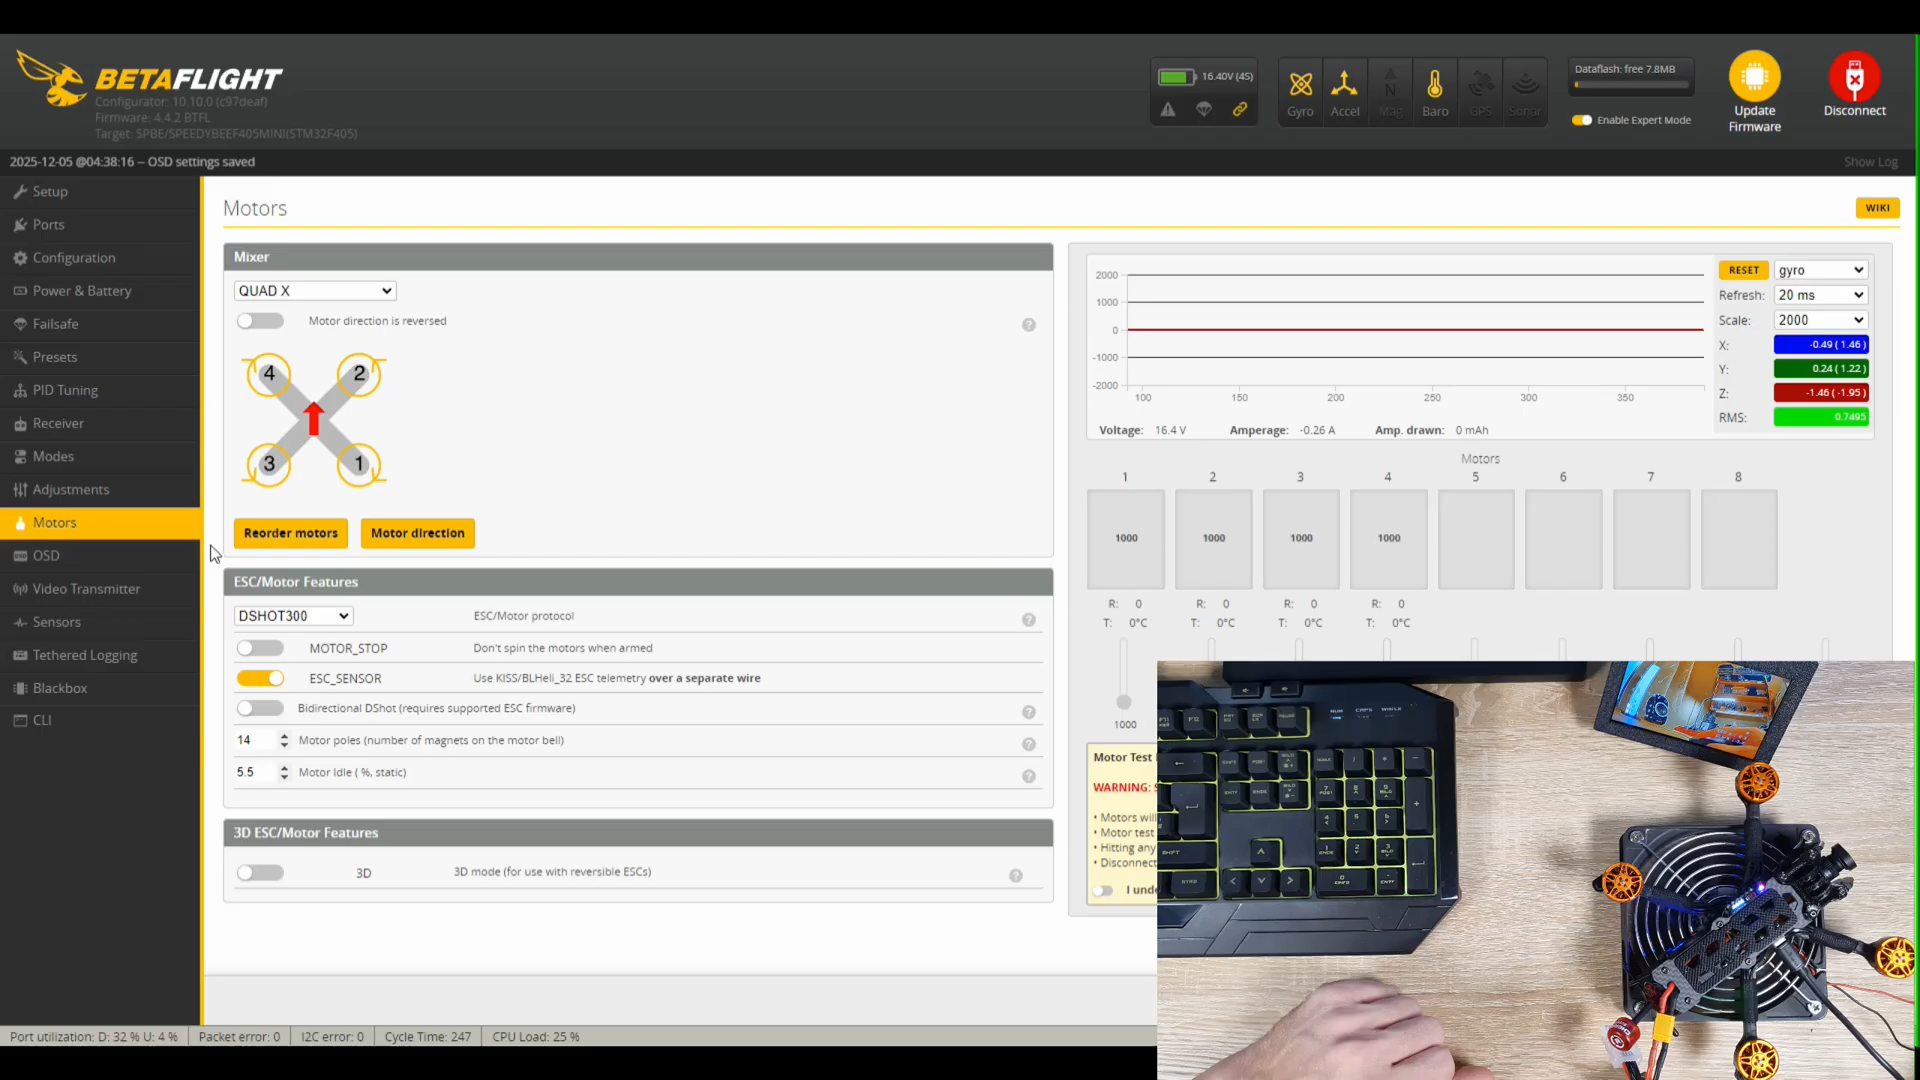 BETAFLIGHT
Configurator: 10.10.0 (c97deaf)
Firmware: 4.4.2 BTFL
Target: SPBE/SPEEDYBEEF405MINI(STM32F405)
16.40V (4S)
Gyro
Accel
Mag
Baro
GPS
Sonar
Dataflash: free 7.8MB
Enable Expert Mode
Update
Firmware
Disconnect
2025-12-05 @04:38:16 -- OSD settings saved
Show Log
Setup
Ports
Configuration
Power & Battery
Failsafe
Presets
PID Tuning
Receiver
Modes
Adjustments
Motors
OSD
Video Transmitter
Sensors
Tethered Logging
Blackbox
CLI
Motors
WIKI
Mixer
QUAD X
Motor direction is reversed
4
2
3
1
Reorder motors
Motor direction
ESC/Motor Features
DSHOT300
ESC/Motor protocol
MOTOR_STOP
Don't spin the motors when armed
ESC_SENSOR
Use KISS/BLHeli_32 ESC telemetry over a separate wire
Bidirectional DShot (requires supported ESC firmware)
14
Motor poles (number of magnets on the motor bell)
5.5
Motor Idle ( %, static)
3D ESC/Motor Features
3D
3D mode (for use with reversible ESCs)
2000
1000
0
-1000
-2000
100
150
200
250
300
350
RESET
gyro
Refresh:
20 ms
Scale:
2000
X:
-0.49 ( 1.46 )
Y:
0.24 ( 1.22 )
Z:
-1.46 ( -1.95 )
RMS:
0.7495
Voltage: 16.4 V
Amperage: -0.26 A
Amp. drawn: 0 mAh
Motors
1 2 3 4 5 6 7 8
1000 1000 1000 1000
R: 0 R: 0 R: 0 R: 0
T: 0°C T: 0°C T: 0°C T: 0°C
1000
Motor Test
WARNING:
• Motors wil
• Motor test
• Hitting any
• Disconnect
I unde
Port utilization: D: 32 % U: 4 %
Packet error: 0
I2C error: 0
Cycle Time: 247
CPU Load: 25 %